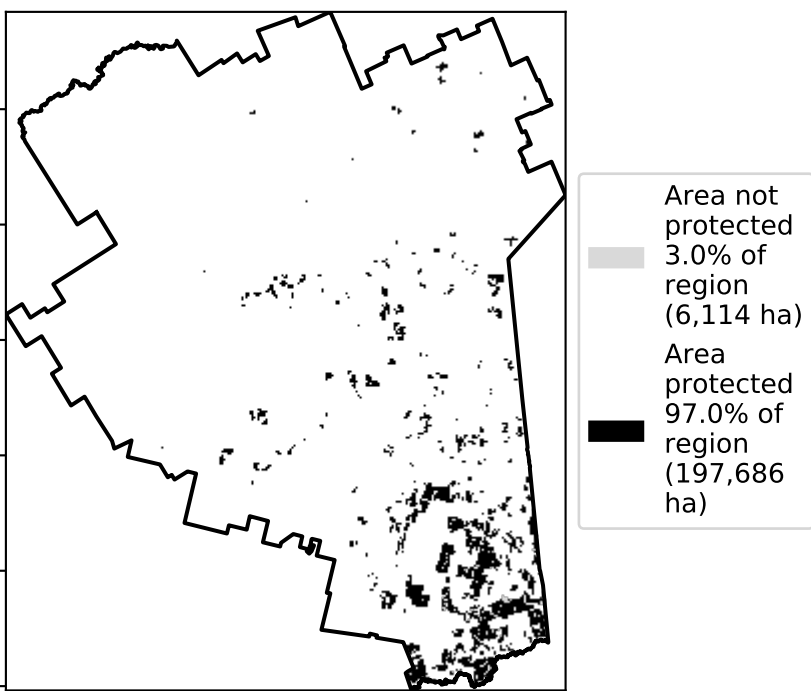 Area not
protected
3.0% of
region
(6,114 ha)
Area
protected
97.0% of
region
(197,686
ha)